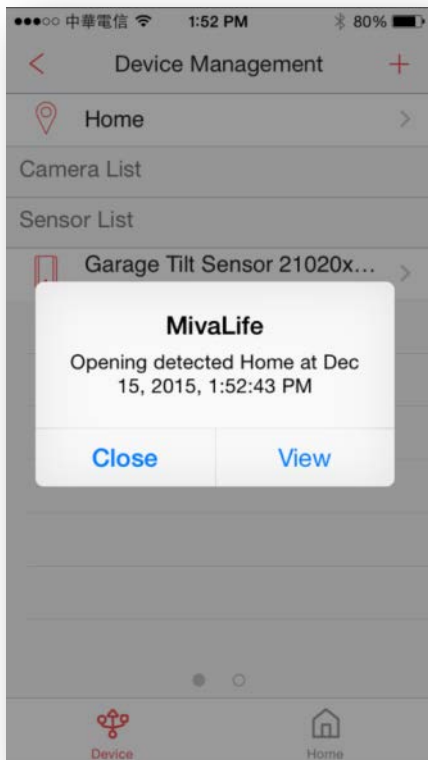 中華電信 1:52 PM 80%
< Device Management +
Home >
Camera List
Sensor List
Garage Tilt Sensor 21020x... >
MivaLife
Opening detected Home at Dec
15, 2015, 1:52:43 PM
Close View
Device Home